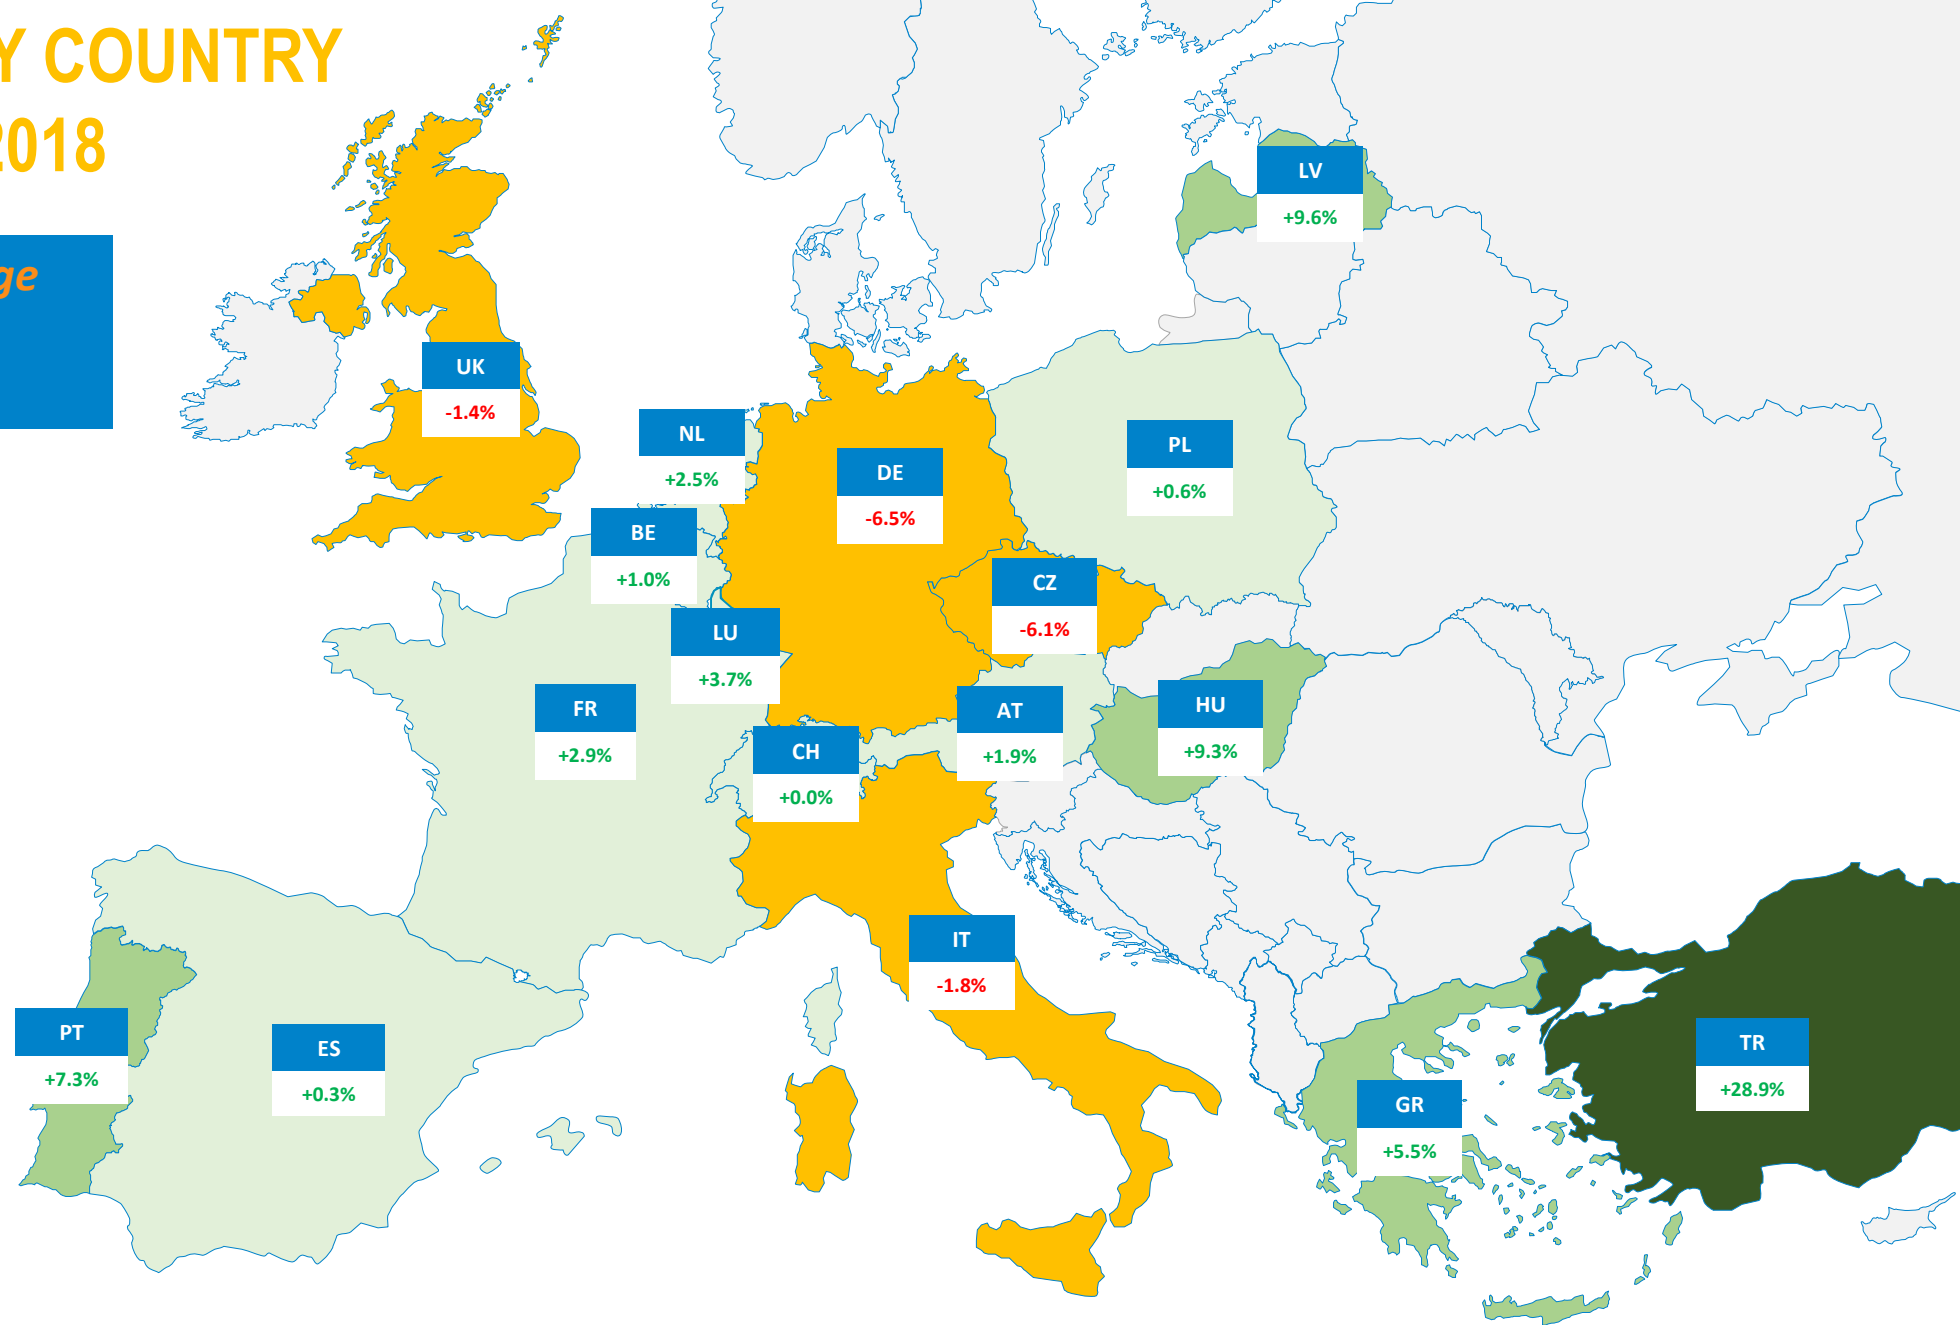 Y COUNTRY
2018
ge
LV
+9.6%
UK
-1.4%
NL
+2.5%
PL
+0.6%
DE
-6.5%
BE
+1.0%
CZ
-6.1%
LU
+3.7%
FR
+2.9%
AT
+1.9%
HU
+9.3%
CH
+0.0%
IT
-1.8%
PT
+7.3%
ES
+0.3%
TR
+28.9%
GR
+5.5%